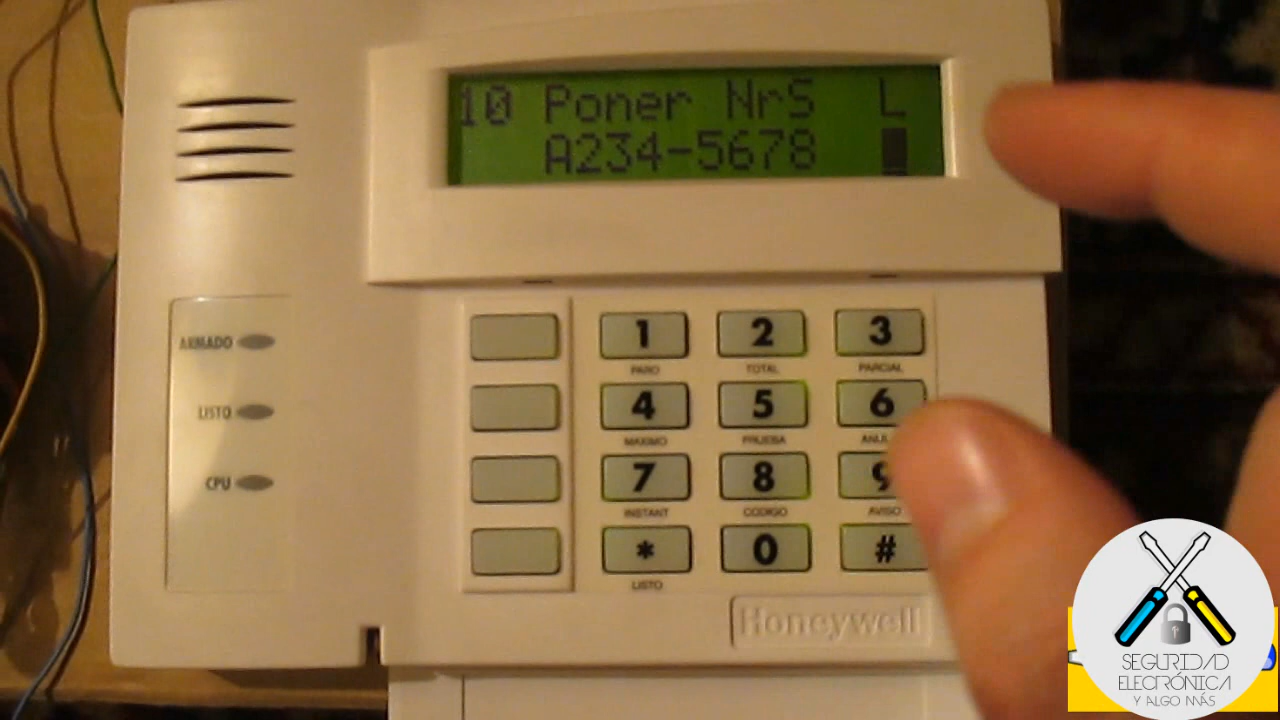 10 Poner NrS L
A234-5678
ARMADO
LISTO
CPU
1
2
3
PARO
TOTAL
PARCIAL
4
5
6
MAXIMO
PRUEBA
7
8
9
INSTANT
CODIGO
AVISO
*
0
#
LISTO
Honeywell
SEGURIDAD
ELECTRÓNICA
Y ALGO MÁS